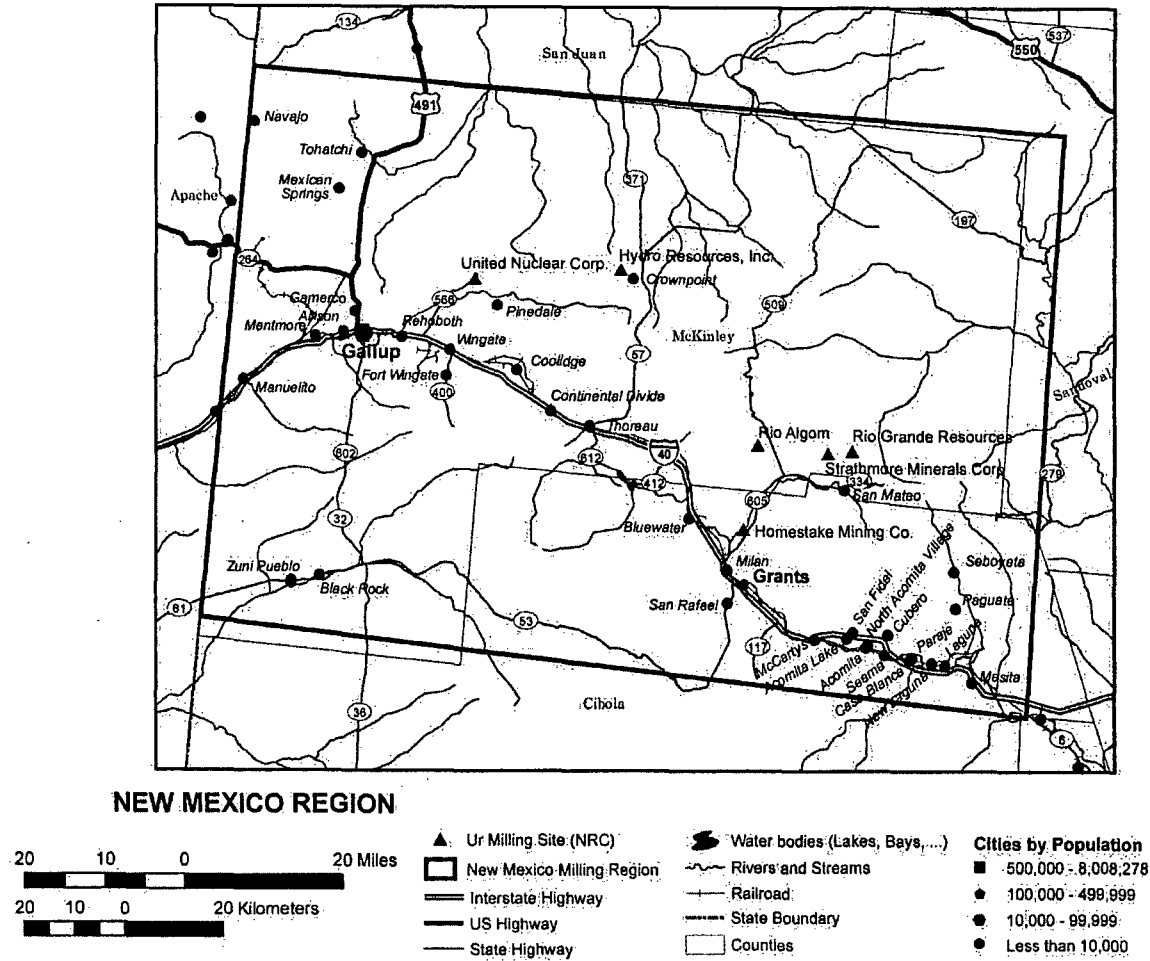 134
San Juan
550
537
491
Navajo
Tohatchi
Mexican
Springs
Apache
371
197
264
United Nuclear Corp.
Hydro Resources, Inc.
Crownpoint
Gamerco
Allison
Mentmore
566
Pinedale
509
Rehoboth
McKinley
Gallup
Wingate
57
Coolidge
Fort Wingate
400
Manuelito
Continental Divide
Sandoval
Thoreau
Rio Algom
Rio Grande Resources
602
612
40
Strathmore Minerals Corp
412
334
279
605
San Mateo
32
Bluewater
Homestake Mining Co.
Milan
Grants
Zuni Pueblo
Black Rock
San Rafael
San Fidal
North Acomita Village
Cubero
Seboyeta
Paguate
61
53
117
McCartys
Acomita Lake
Acomita
Seama
Casa Blanca
New Laguna
Paraje
Laguna
Mesita
36
Cibola
6
NEW MEXICO REGION
20 10 0 20 Miles
20 10 0 20 Kilometers
Ur Milling Site (NRC)
New Mexico Milling Region
Interstate Highway
US Highway
State Highway
Water bodies (Lakes, Bays, ...)
Rivers and Streams
Railroad
State Boundary
Counties
Cities by Population
500,000 - 8,008,278
100,000 - 499,999
10,000 - 99,999
Less than 10,000